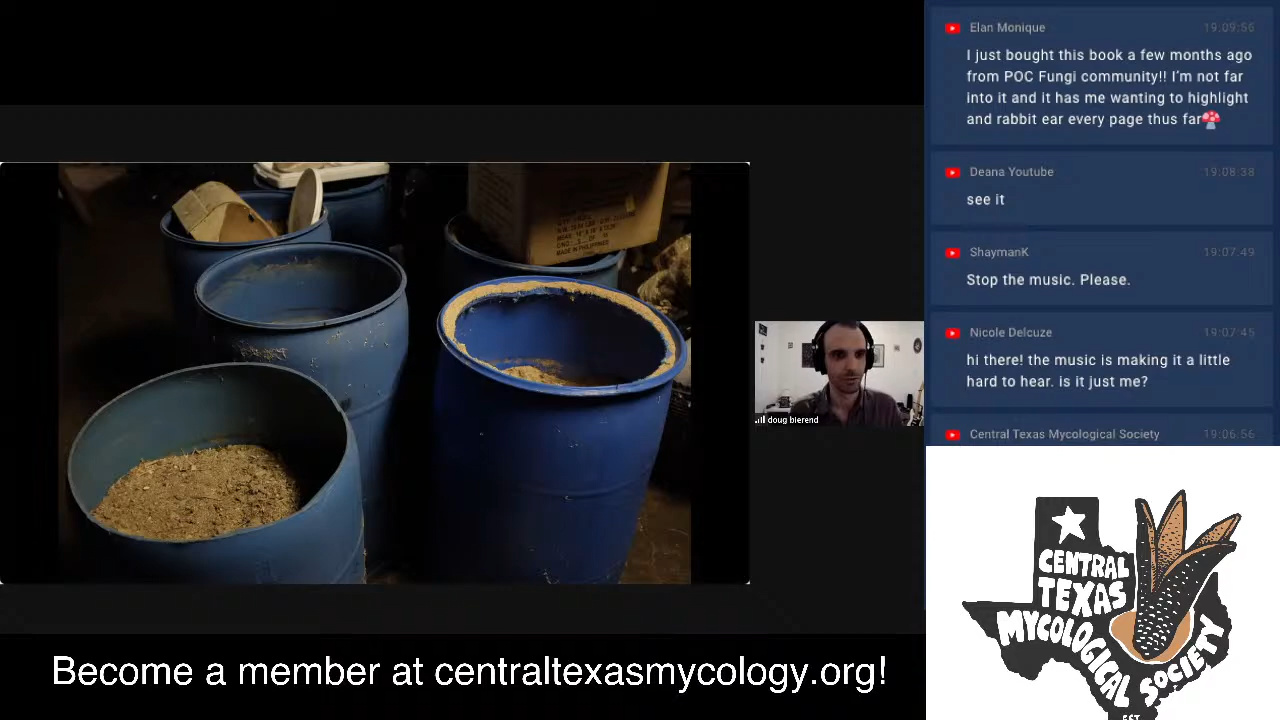 MADE IN PHILIPPINES
doug bierend
Elan Monique 19:09:56
I just bought this book a few months ago
from POC Fungi community!! I'm not far
into it and it has me wanting to highlight
and rabbit ear every page thus far🍄
Deana Youtube 19:08:38
see it
ShaymanK 19:07:49
Stop the music. Please.
Nicole Delcuze 19:07:45
hi there! the music is making it a little
hard to hear. is it just me?
Central Texas Mycological Society 19:06:56
CENTRAL
TEXAS
MYCOLOGICAL
SOCIETY
EST
Become a member at centraltexasmycology.org!